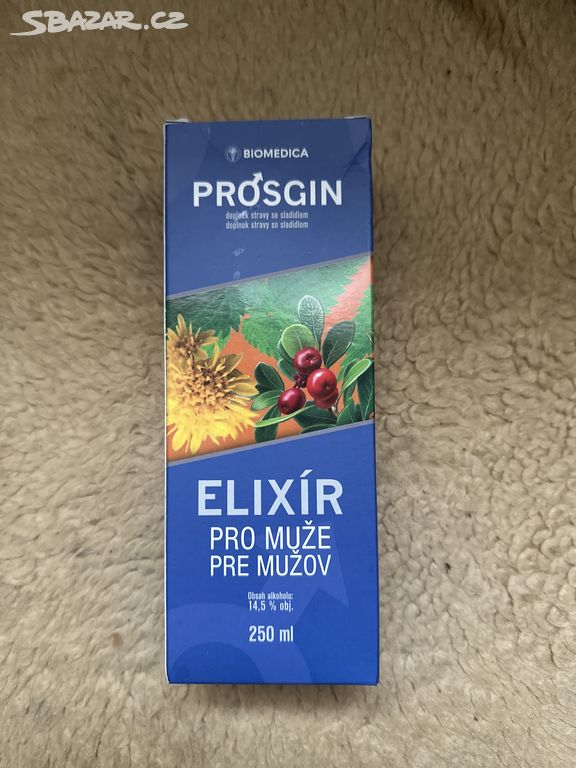 SBAZAR.CZ
BIOMEDICA
PROSGIN
doplněk stravy se sladidlem
doplnok stravy so sladidlom
ELIXÍR
PRO MUŽE
PRE MUŽOV
Obsah alkoholu:
14,5 % obj.
250 ml